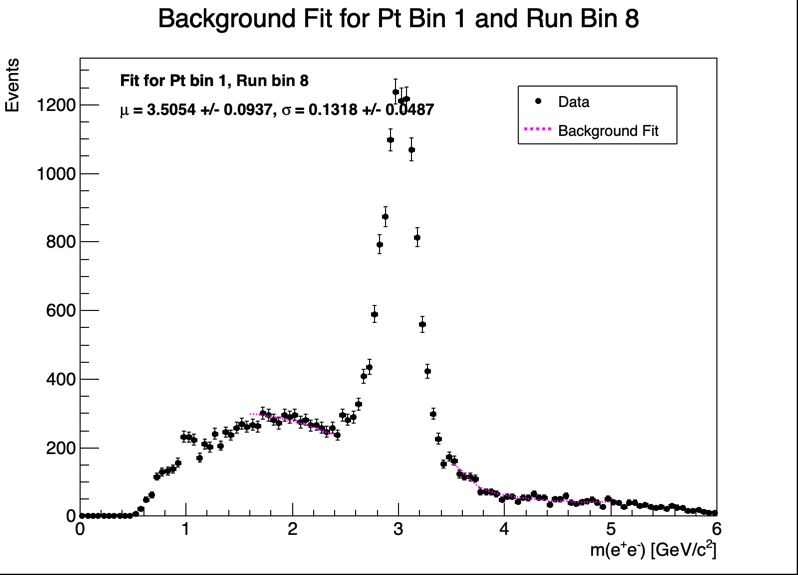 Background Fit for Pt Bin 1 and Run Bin 8
Events
Fit for Pt bin 1, Run bin 8
μ = 3.5054 +/- 0.0937, σ = 0.1318 +/- 0.0487
Data
Background Fit
1200
1000
800
600
400
200
0
0 1 2 3 4 5 6
m(e⁺e⁻) [GeV/c²]